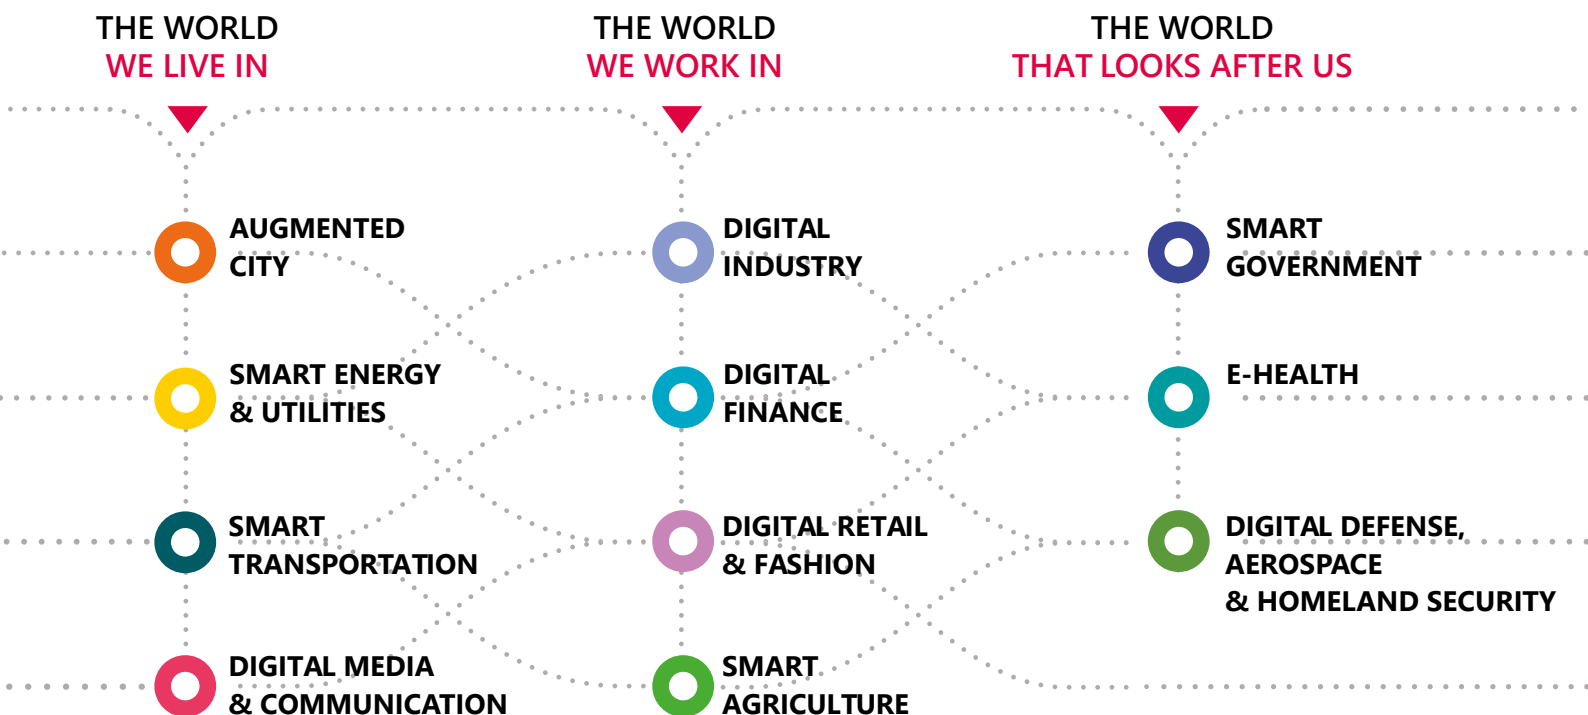 THE WORLD
WE LIVE IN
AUGMENTED
CITY
SMART ENERGY
& UTILITIES
SMART
TRANSPORTATION
DIGITAL MEDIA
& COMMUNICATION
THE WORLD
WE WORK IN
DIGITAL
INDUSTRY
DIGITAL
FINANCE
DIGITAL RETAIL
& FASHION
SMART
AGRICULTURE
THE WORLD
THAT LOOKS AFTER US
SMART
GOVERNMENT
E-HEALTH
DIGITAL DEFENSE,
AEROSPACE
& HOMELAND SECURITY